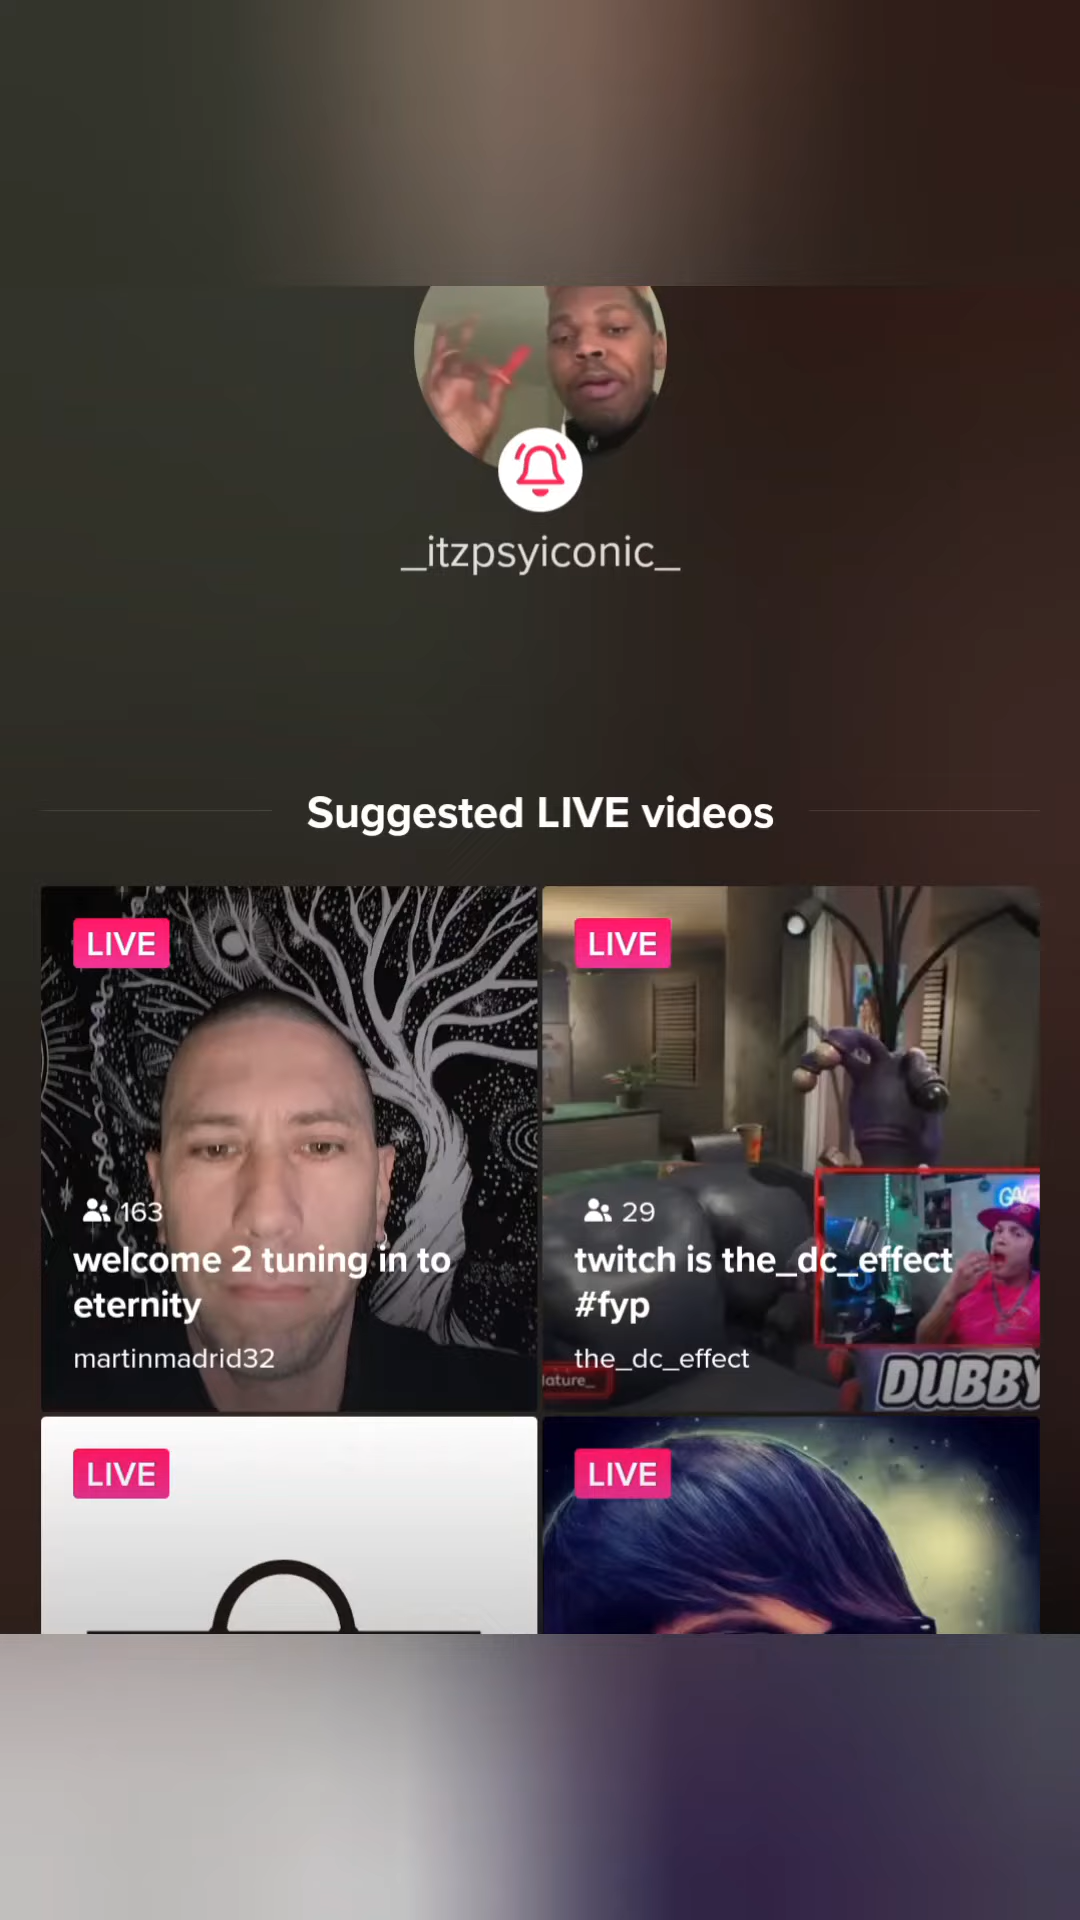 _itzpsyiconic_
Suggested LIVE videos
LIVE
163
welcome 2 tuning in to
eternity
martinmadrid32
LIVE
29
twitch is the_dc_effect
#fyp
the_dc_effect
DUBBY
LIVE
LIVE